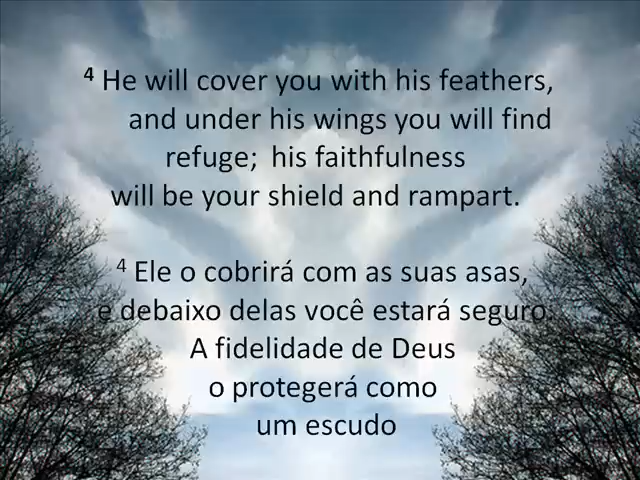 ⁴ He will cover you with his feathers,
and under his wings you will find
refuge; his faithfulness
will be your shield and rampart.
⁴ Ele o cobrirá com as suas asas,
e debaixo delas você estará seguro.
A fidelidade de Deus
o protegerá como
um escudo